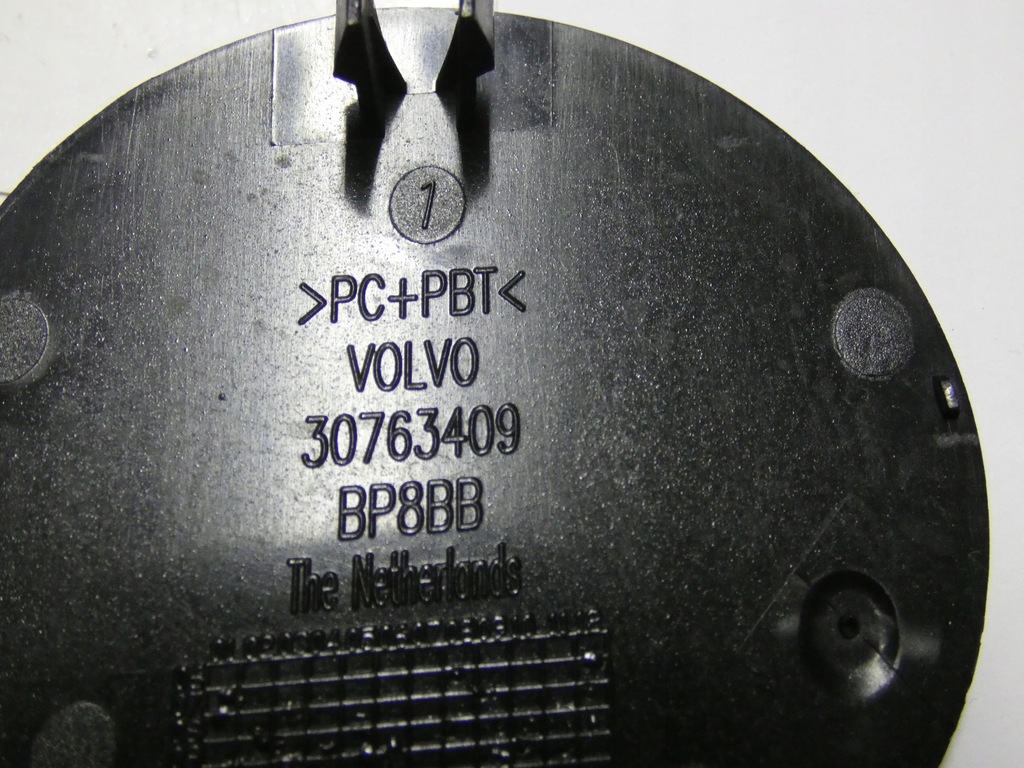 1
>PC+PBT<
VOLVO
30763409
BP8BB
The Netherlands